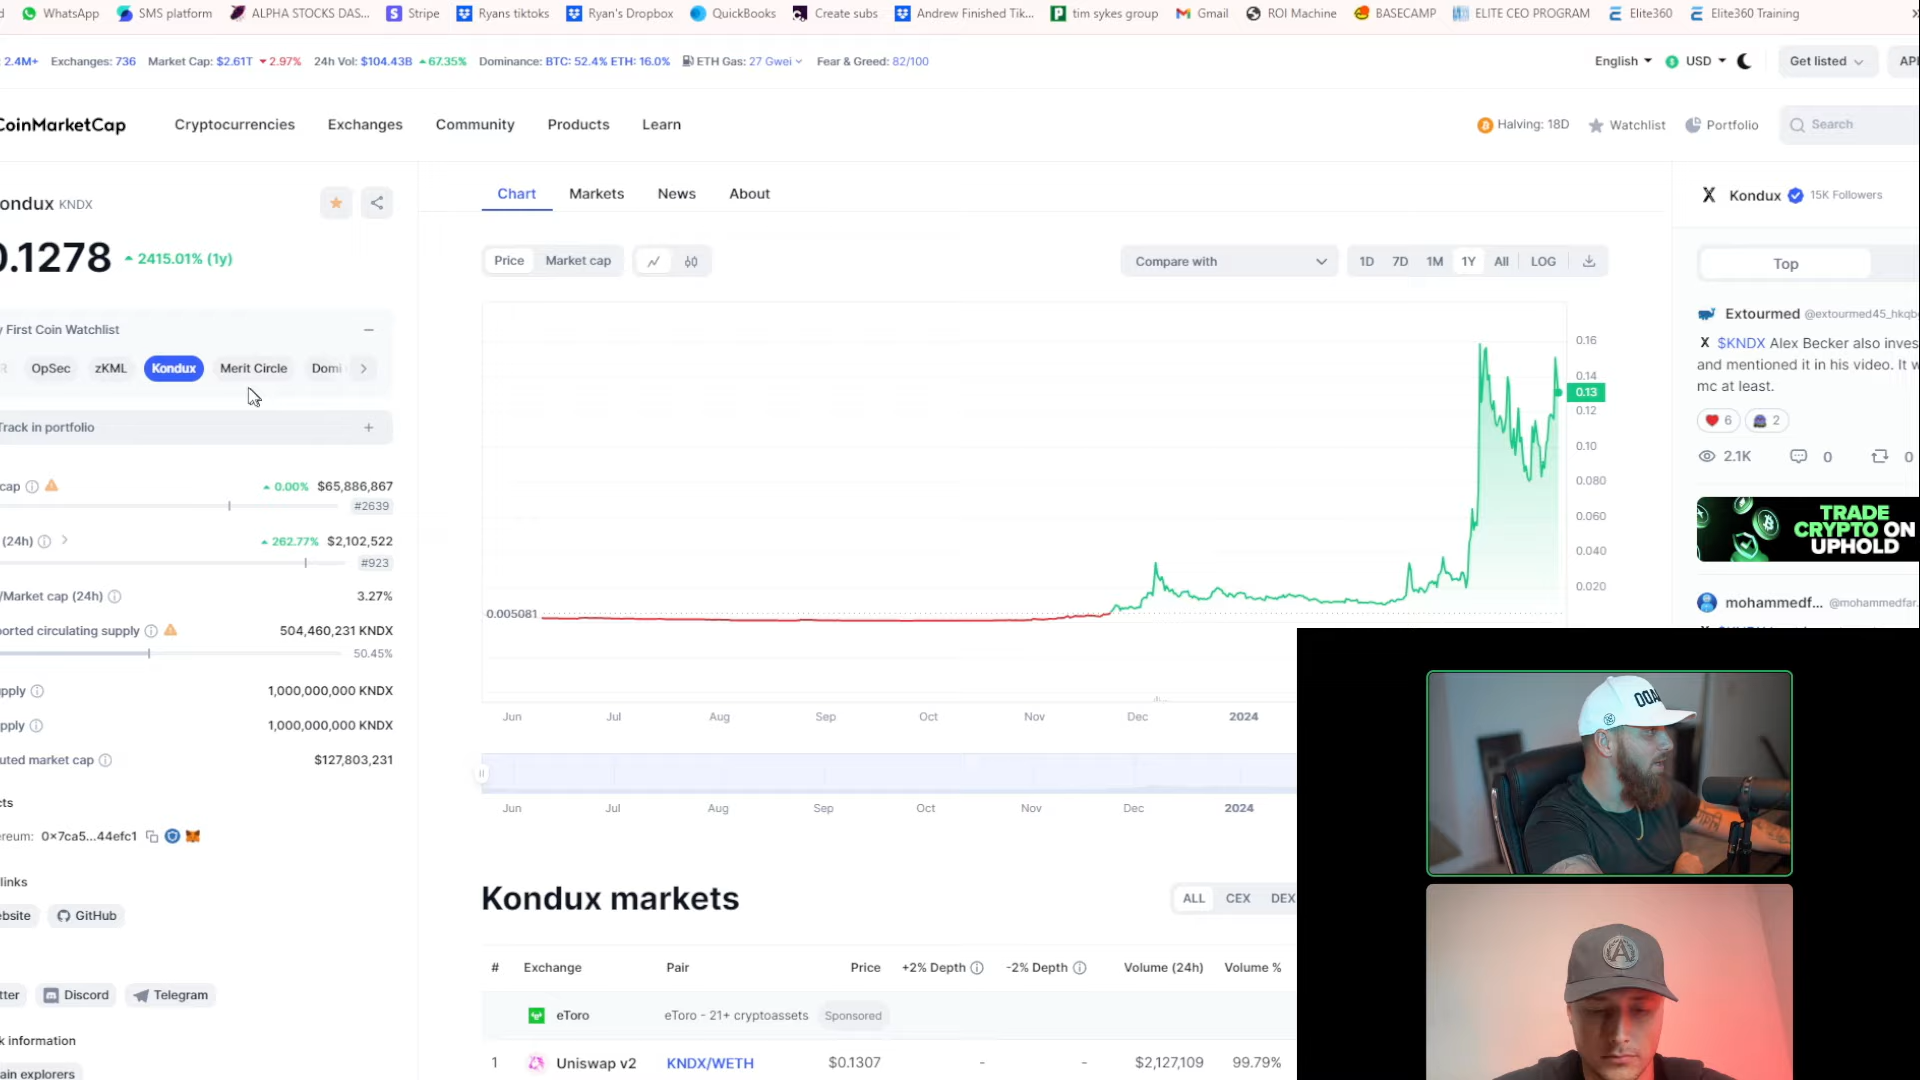 WhatsApp SMS platform ALPHA STOCKS DAS... Stripe Ryans tiktoks Ryan's Dropbox QuickBooks Create subs Andrew Finished Tik... tim sykes group Gmail ROI Machine BASECAMP ELITE CEO PROGRAM Elite360 Elite360 Training
2.4M+ Exchanges: 736 Market Cap: $2.61T 2.97% 24h Vol: $104.43B 67.35% Dominance: BTC: 52.4% ETH: 16.0% ETH Gas: 27 Gwei Fear & Greed: 82/100 English USD Get listed API
CoinMarketCap Cryptocurrencies Exchanges Community Products Learn Halving: 18D Watchlist Portfolio Search
ondux KNDX
0.1278 2415.01% (1y)
y First Coin Watchlist
R OpSec zKML Kondux Merit Circle Domi
Track in portfolio
cap 0.00% $65,886,867
#2639
(24h) 262.77% $2,102,522
#923
/Market cap (24h) 3.27%
orted circulating supply 504,460,231 KNDX
50.45%
pply 1,000,000,000 KNDX
pply 1,000,000,000 KNDX
uted market cap $127,803,231
cts
ereum: 0x7ca5...44efc1
links
ebsite GitHub
tter Discord Telegram
k information
ain explorers
Chart Markets News About
Price Market cap Compare with 1D 7D 1M 1Y All LOG
0.16
0.14
0.13
0.12
0.10
0.080
0.060
0.040
0.020
0.005081
Jun Jul Aug Sep Oct Nov Dec 2024
Jun Jul Aug Sep Oct Nov Dec 2024
Kondux markets ALL CEX DEX
# Exchange Pair Price +2% Depth -2% Depth Volume (24h) Volume %
eToro eToro - 21+ cryptoassets Sponsored
1 Uniswap v2 KNDX/WETH $0.1307 - - $2,127,109 99.79%
Kondux 15K Followers
Top
Extourmed @extourmed45_hkqb
$KNDX Alex Becker also inves
and mentioned it in his video. It w
mc at least.
6 2
2.1K 0 0
TRADE
CRYPTO ON
UPHOLD
mohammedf... @mohammedfar.